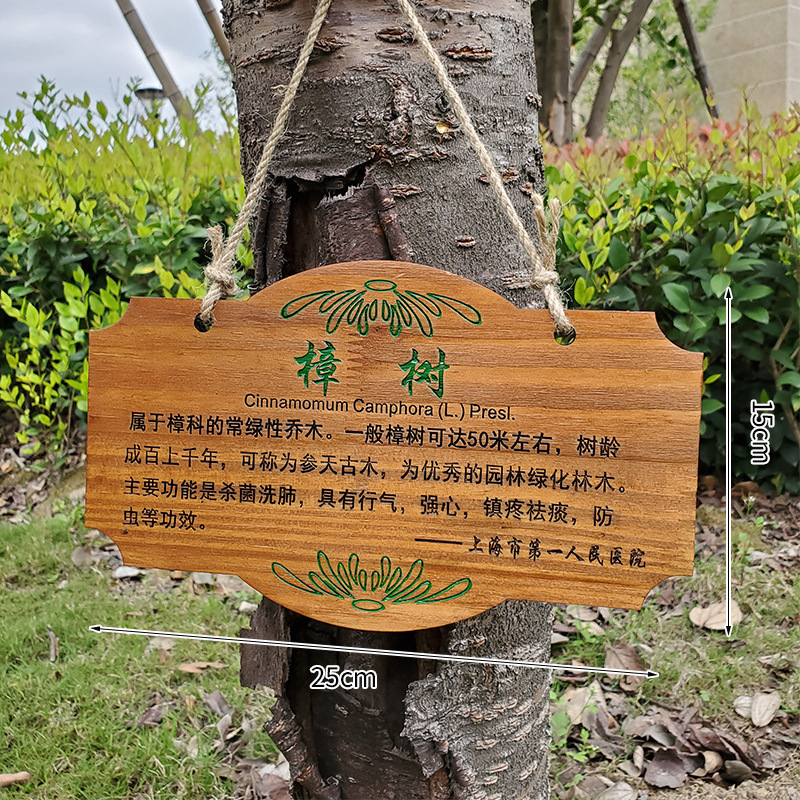 樟 树
Cinnamomum Camphora (L.) Presl.
属于樟科的常绿性乔木。一般樟树可达50米左右，树龄
成百上千年，可称为参天古木，为优秀的园林绿化林木。
主要功能是杀菌洗肺，具有行气，强心，镇疼祛痰，防
虫等功效。
——上海市第一人民医院
15cm
25cm